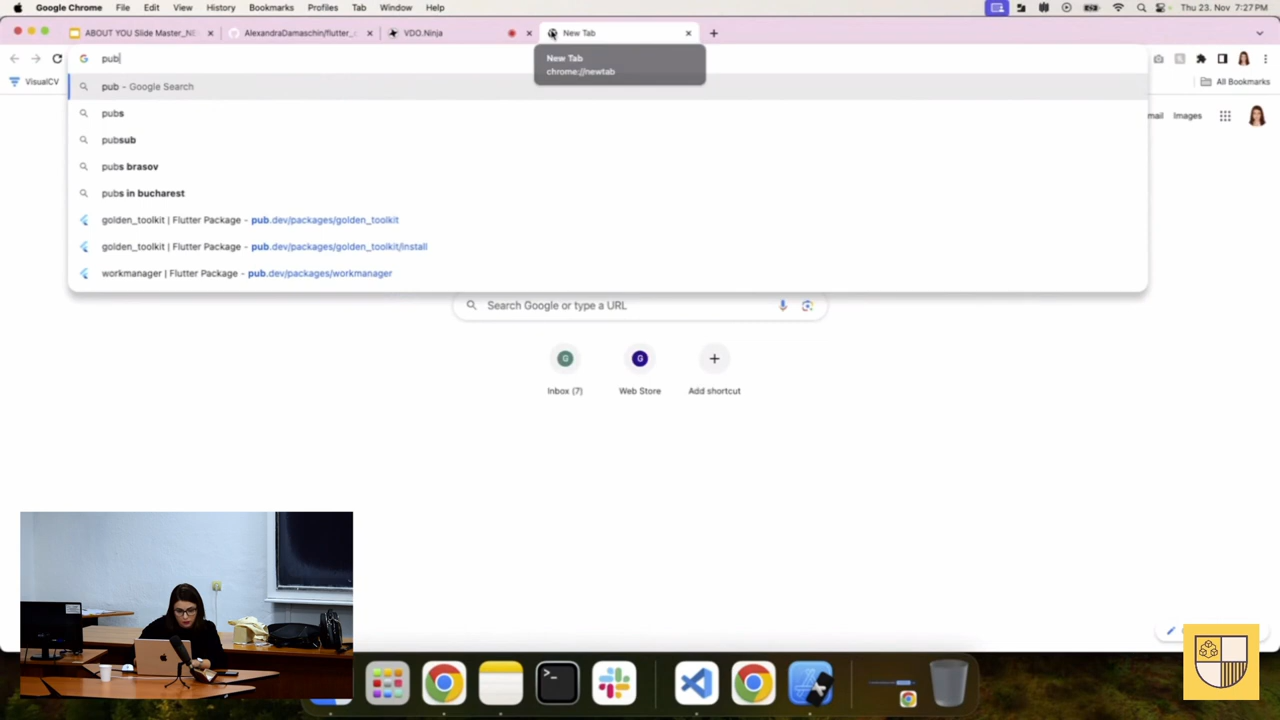 Google Chrome File Edit View History Bookmarks Profiles Tab Window Help Thu 23. Nov 7:27 PM
ABOUT YOU Slide Master_NE AlexandraDamaschin/flutter_ VDO.Ninja New Tab
pub
New Tab
chrome://newtab
VisualCV All Bookmarks
pub - Google Search
mail Images
pubs
pubsub
pubs brasov
pubs in bucharest
golden_toolkit | Flutter Package - pub.dev/packages/golden_toolkit
golden_toolkit | Flutter Package - pub.dev/packages/golden_toolkit/install
workmanager | Flutter Package - pub.dev/packages/workmanager
Search Google or type a URL
G G
Inbox (7) Web Store Add shortcut